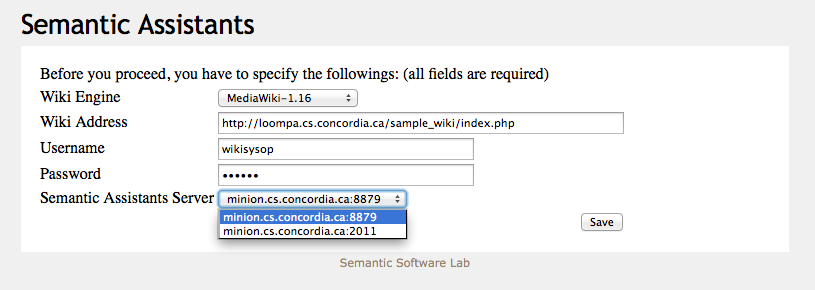 Semantic Assistants
Before you proceed, you have to specify the followings: (all fields are required)
Wiki Engine MediaWiki-1.16
Wiki Address http://loompa.cs.concordia.ca/sample_wiki/index.php
Username wikisysop
Password ••••••
Semantic Assistants Server minion.cs.concordia.ca:8879
minion.cs.concordia.ca:8879
minion.cs.concordia.ca:2011
Save
Semantic Software Lab